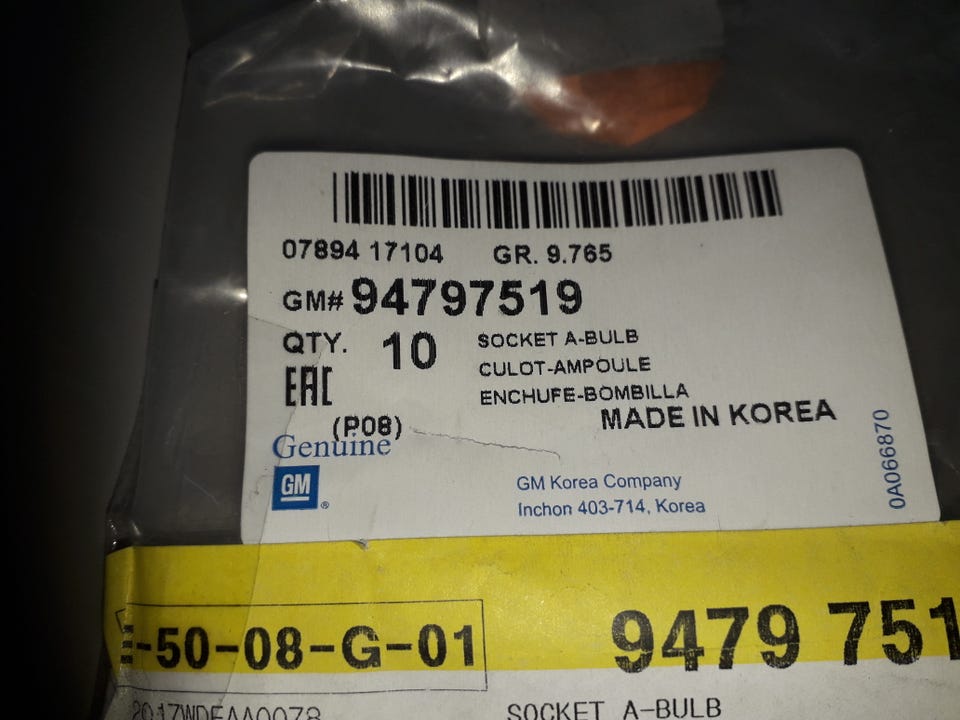 07894 17104 GR. 9.765
GM# 94797519
QTY. 10
SOCKET A-BULB
CULOT-AMPOULE
ENCHUFE-BOMBILLA
EAC
(P08)
MADE IN KOREA
Genuine
GM ®
GM Korea Company
Inchon 403-714, Korea
0A066870
-50-08-G-01
9479 751
SOCKET A-BULB